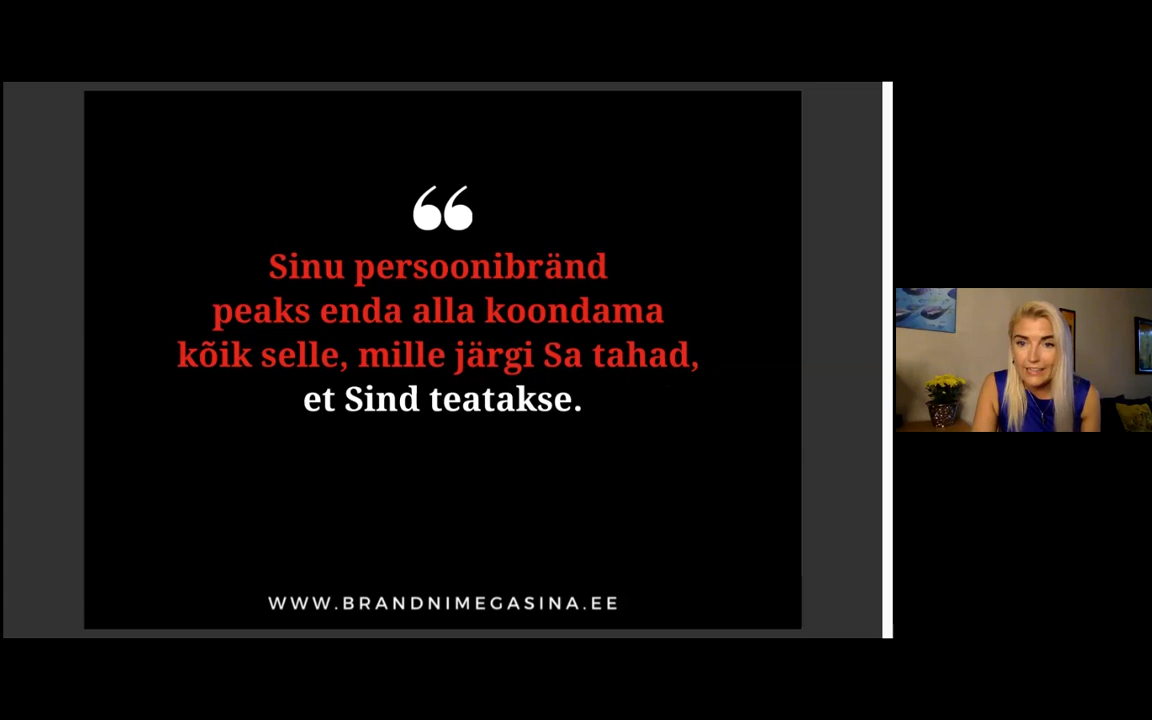 Sinu persoonibränd
peaks enda alla koondama
kõik selle, mille järgi Sa tahad,
et Sind teatakse.
WWW.BRANDNIMEGASINA.EE